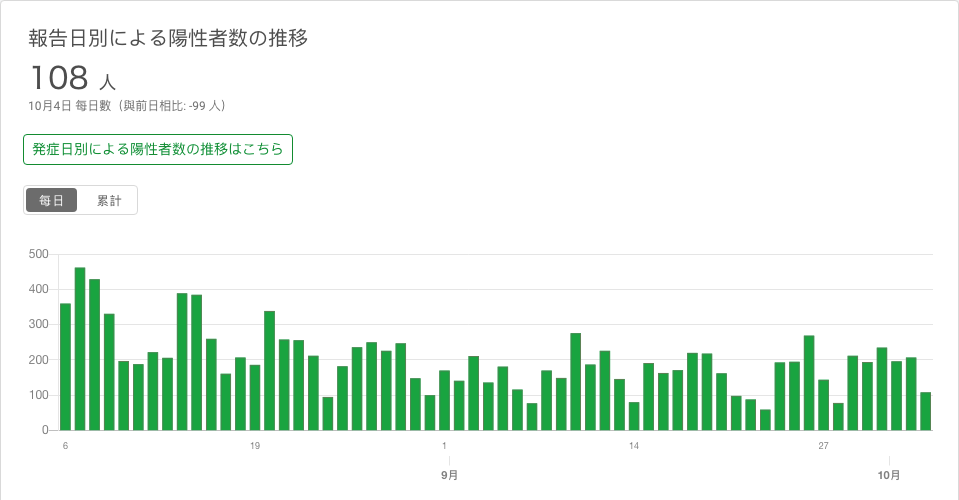 報告日別による陽性者数の推移
108 人
10月4日 每日數（與前日相比: -99 人）
発症日別による陽性者数の推移はこちら
每日 累計
500
400
300
200
100
0
6 19 1 14 27
9月 10月